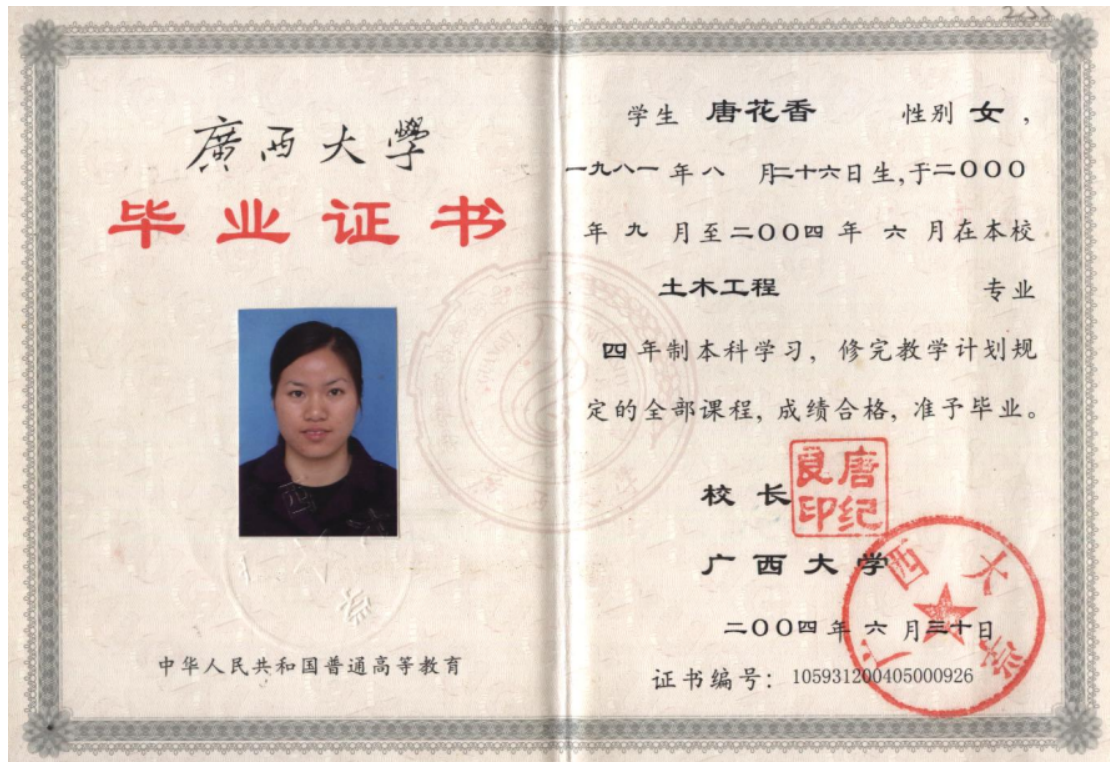 廣西大學
毕业证书
中华人民共和国普通高等教育
学生 唐花香 性别 女，
一九八一 年 八 月二十六日生,于二OOO
年 九 月至二OO四 年 六 月在本校
土木工程 专业
四 年制本科学习，修完教学计划规
定的全部课程，成绩合格，准予毕业。
校 长
唐纪良印
广西大学
广西大学
二OO四 年 六 月三十日
证书编号：105931200405000926